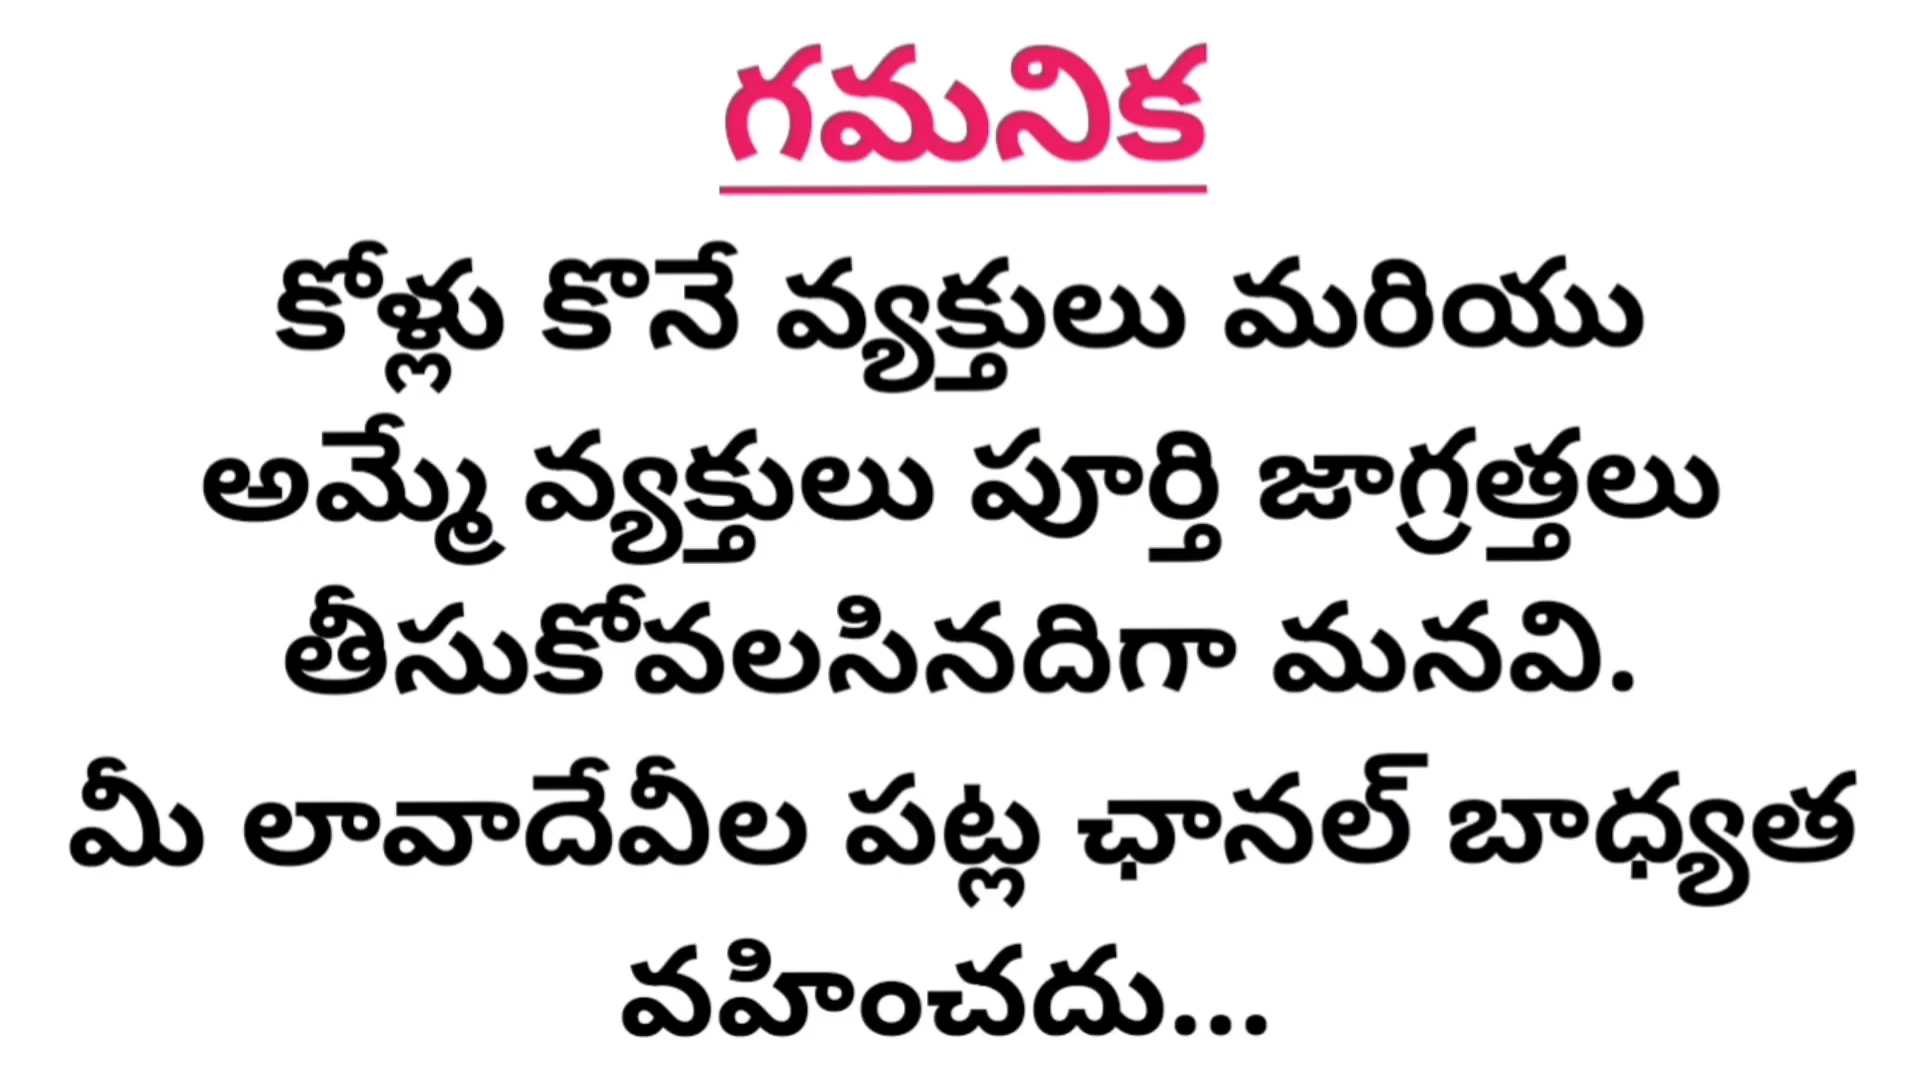 గమనిక
కోళ్లు కొనే వ్యక్తులు మరియు
అమ్మే వ్యక్తులు పూర్తి జాగ్రత్తలు
తీసుకోవలసినదిగా మనవి.
మీ లావాదేవీల పట్ల ఛానల్ బాధ్యత
వహించదు...